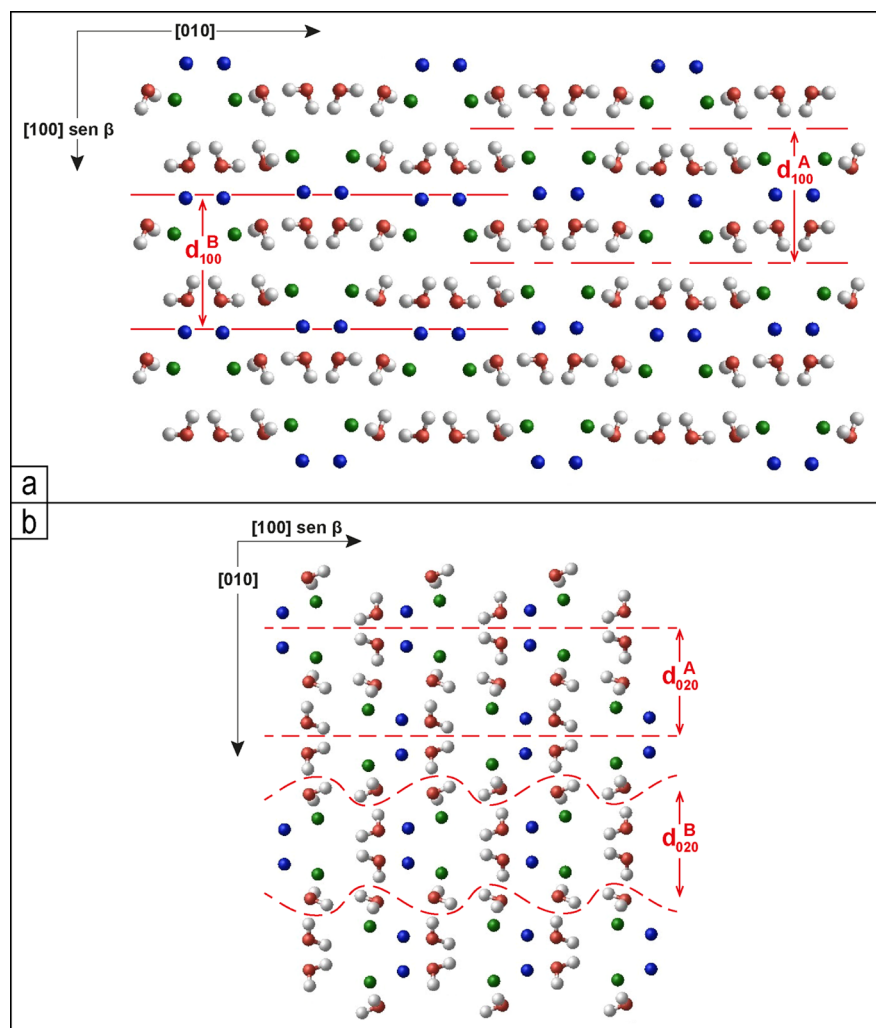 [010]
[100] sen β
d100A
d100B
a
b
[100] sen β
[010]
d020A
d020B